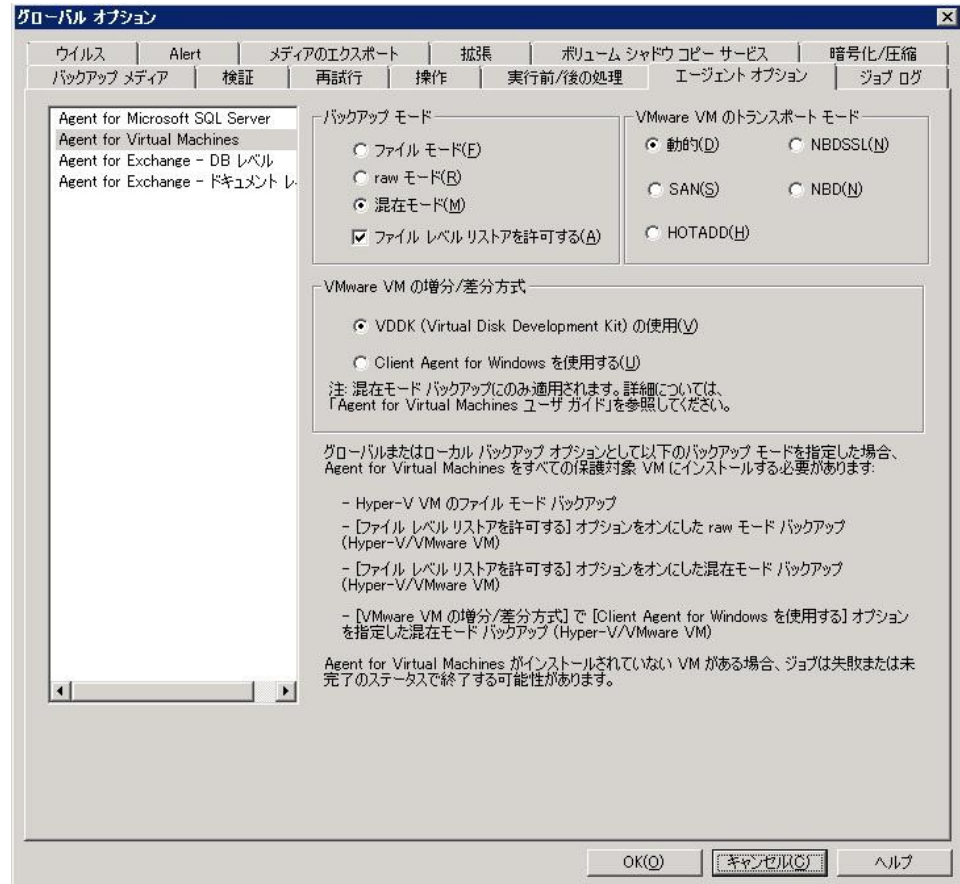 グローバル オプション
ウイルス
Alert
メディアのエクスポート
拡張
ボリューム シャドウ コピー サービス
暗号化/圧縮
バックアップ メディア
検証
再試行
操作
実行前/後の処理
エージェント オプション
ジョブ ログ
Agent for Microsoft SQL Server
Agent for Virtual Machines
Agent for Exchange - DB レベル
Agent for Exchange - ドキュメント レ
バックアップ モード
ファイル モード(F)
raw モード(R)
混在モード(M)
ファイル レベル リストアを許可する(A)
VMware VM のトランスポート モード
動的(D)
NBDSSL(N)
SAN(S)
NBD(N)
HOTADD(H)
VMware VM の増分/差分方式
VDDK (Virtual Disk Development Kit) の使用(V)
Client Agent for Windows を使用する(U)
注: 混在モード バックアップにのみ適用されます。詳細については、
「Agent for Virtual Machines ユーザ ガイド」を参照してください。
グローバルまたはローカル バックアップ オプションとして以下のバックアップ モードを指定した場合、
Agent for Virtual Machines をすべての保護対象 VM にインストールする必要があります:
- Hyper-V VM のファイル モード バックアップ
- [ファイル レベル リストアを許可する] オプションをオンにした raw モード バックアップ
(Hyper-V/VMware VM)
- [ファイル レベル リストアを許可する] オプションをオンにした混在モード バックアップ
(Hyper-V/VMware VM)
- [VMware VM の増分/差分方式] で [Client Agent for Windows を使用する] オプション
を指定した混在モード バックアップ (Hyper-V/VMware VM)
Agent for Virtual Machines がインストールされていない VM がある場合、ジョブは失敗または未
完了のステータスで終了する可能性があります。
OK(O)
キャンセル(C)
ヘルプ